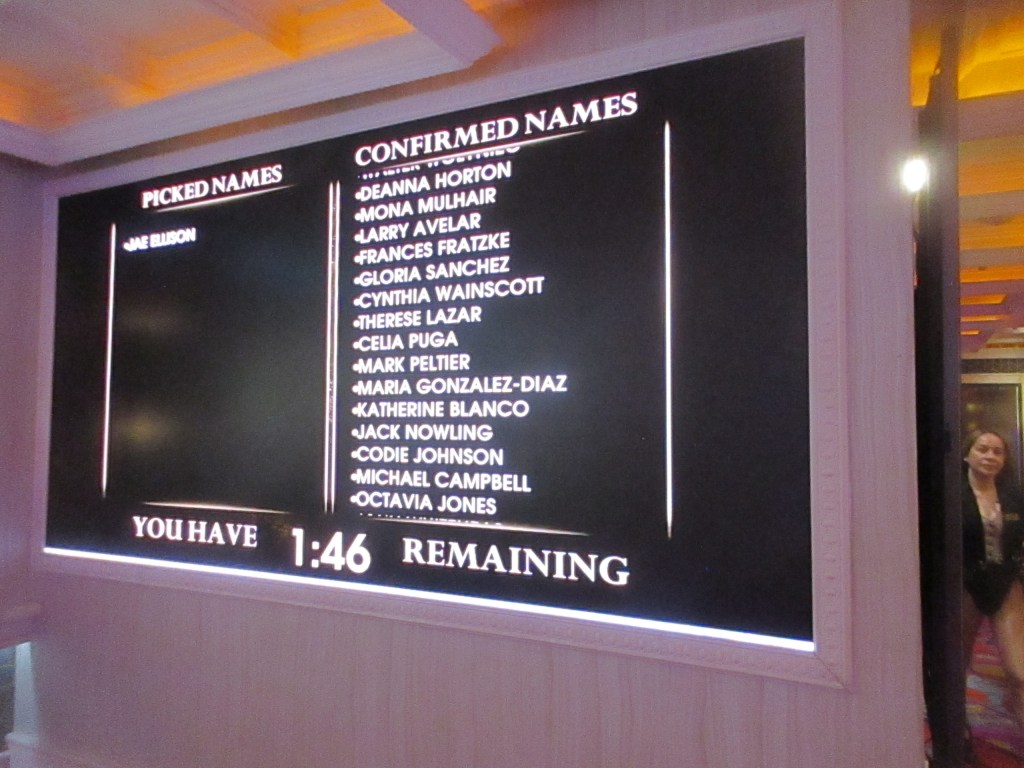 PICKED NAMES
•JAE ELLISON
CONFIRMED NAMES
•DEANNA HORTON
•MONA MULHAIR
•LARRY AVELAR
•FRANCES FRATZKE
•GLORIA SANCHEZ
•CYNTHIA WAINSCOTT
•THERESE LAZAR
•CELIA PUGA
•MARK PELTIER
•MARIA GONZALEZ-DIAZ
•KATHERINE BLANCO
•JACK NOWLING
•CODIE JOHNSON
•MICHAEL CAMPBELL
•OCTAVIA JONES
YOU HAVE 1:46 REMAINING